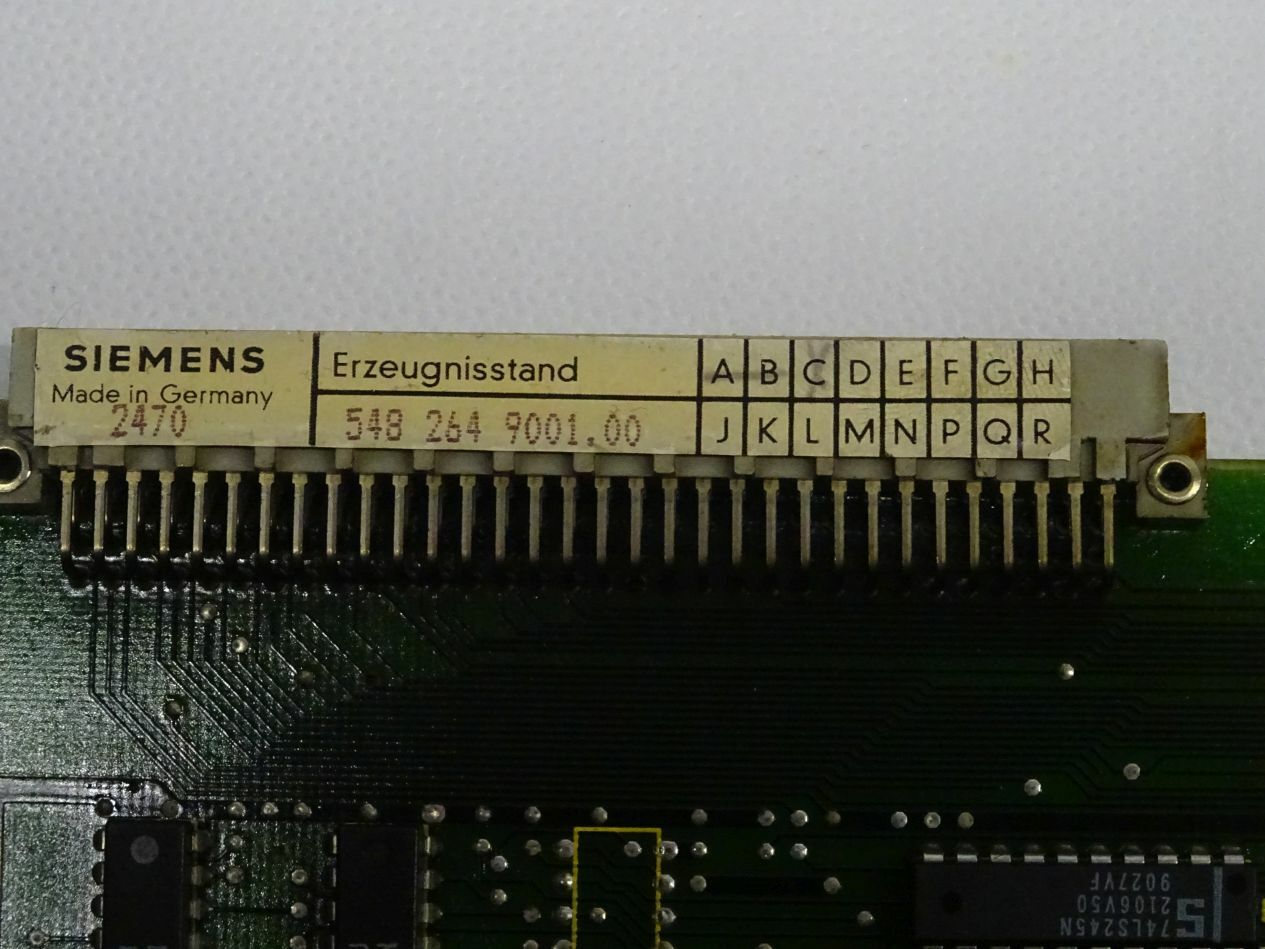 SIEMENS
Made in Germany
2470
Erzeugnisstand
548 264 9001.00
A B C D E F G H
J K L M N P Q R
74LS245N
2106V50
9027VF